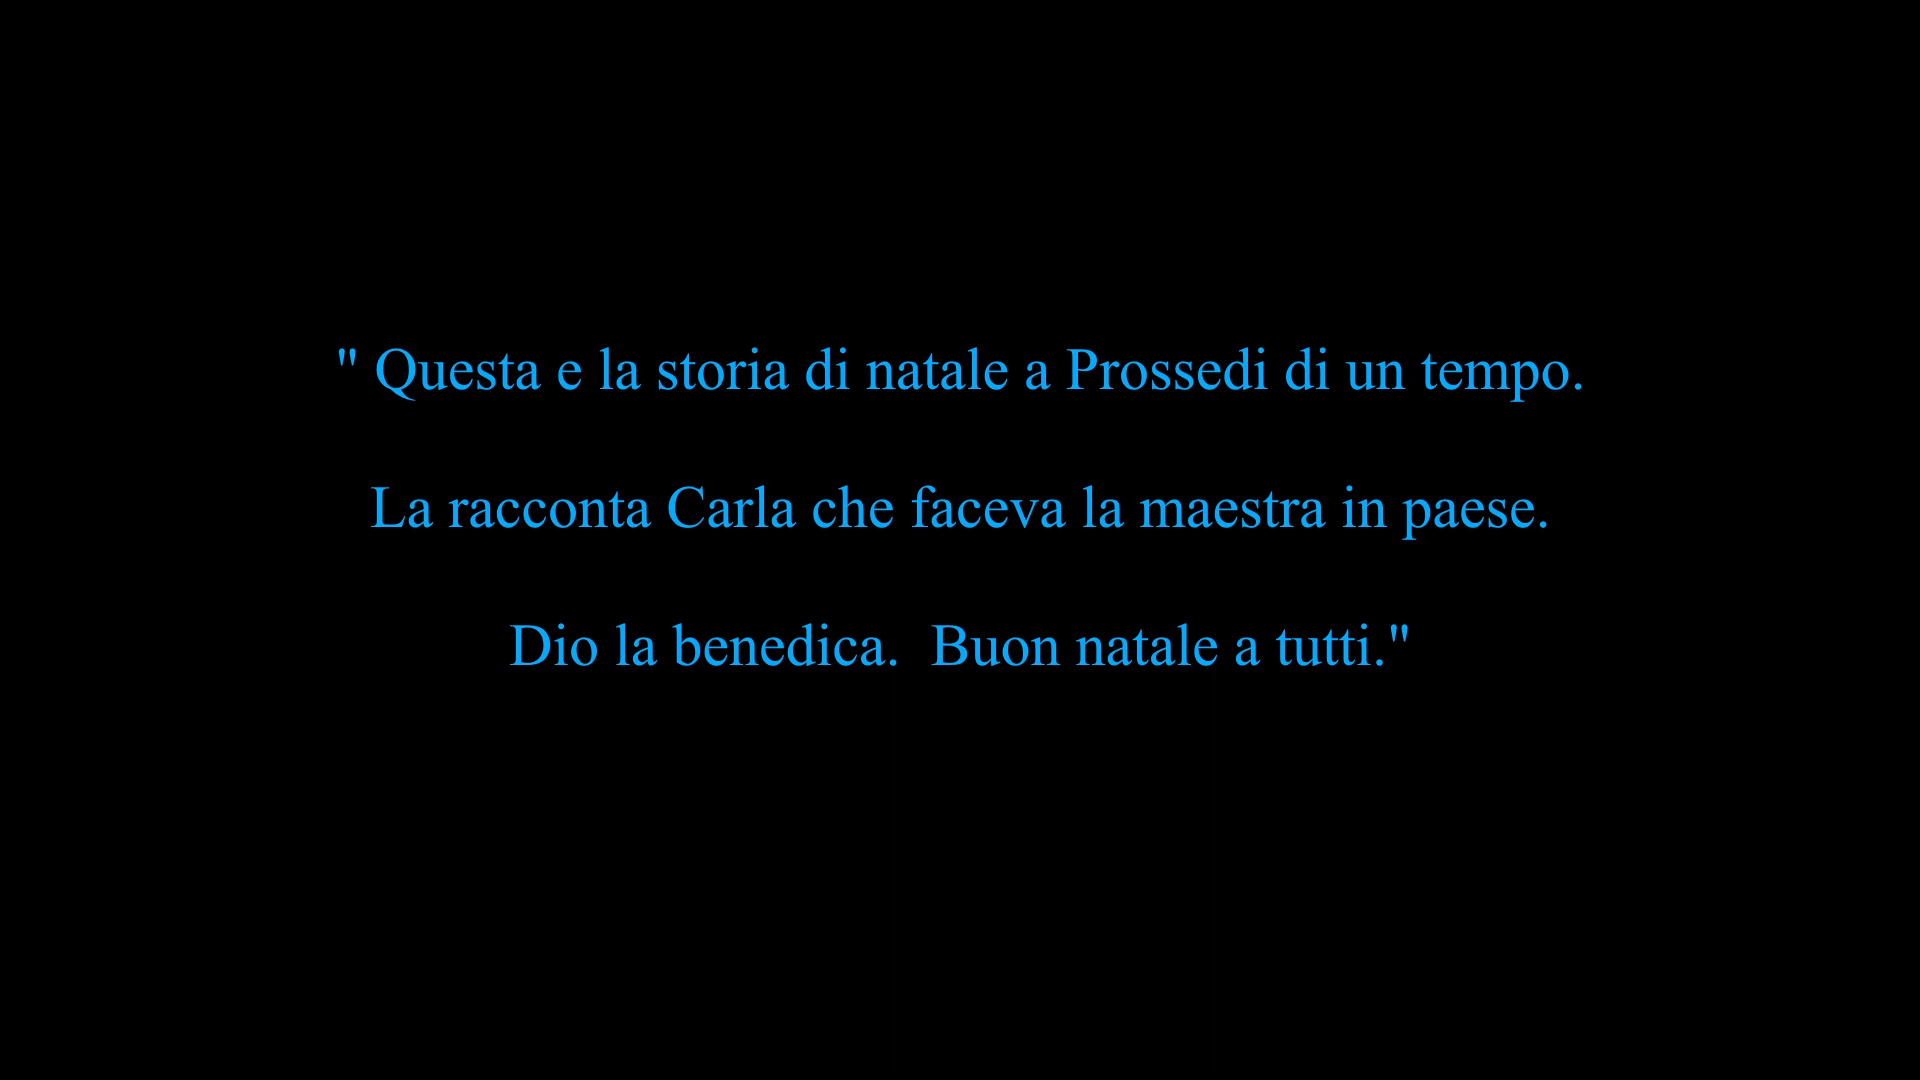 " Questa e la storia di natale a Prossedi di un tempo.
La racconta Carla che faceva la maestra in paese.
Dio la benedica.  Buon natale a tutti."